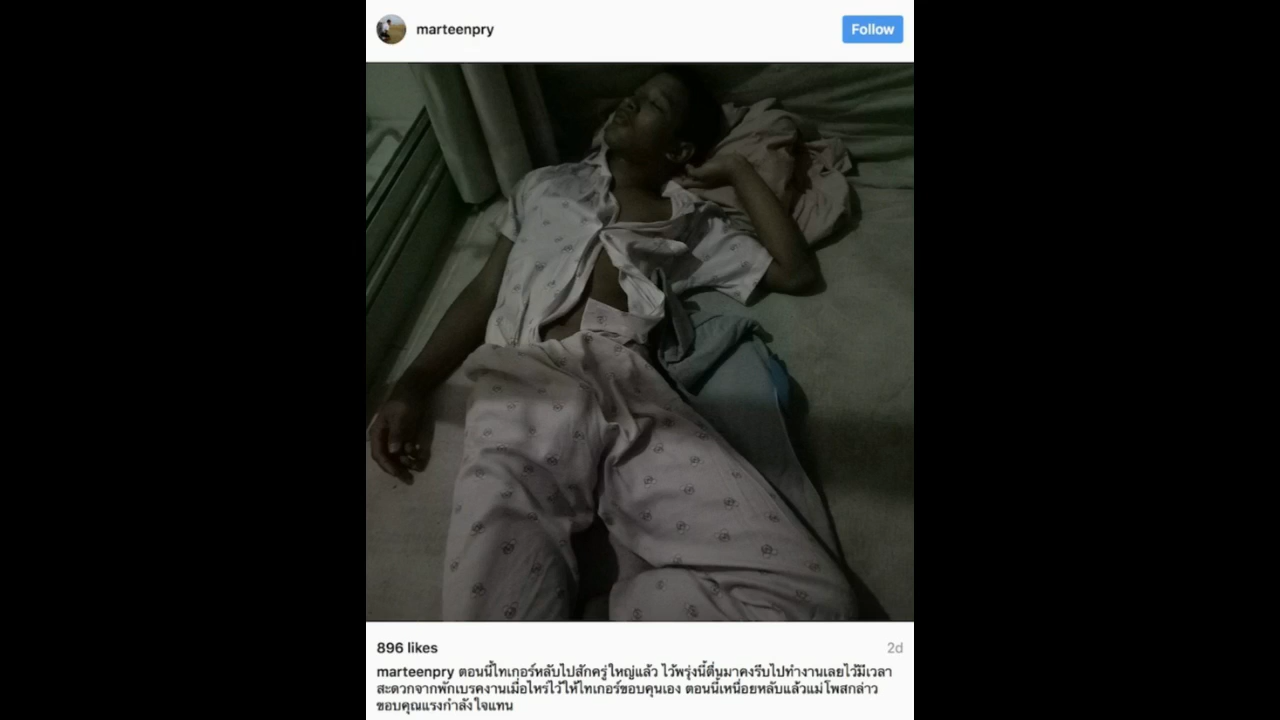 marteenpry
Follow
896 likes
2d
marteenpry ตอนนี้ไทเกอร์หลับไปสักครู่ใหญ่แล้ว ไว้พรุ่งนี้ตื่นมาคงรีบไปทำงานเลยไว้มีเวลา
สะดวกจากพักเบรคงานเมื่อไหร่ไว้ให้ไทเกอร์ขอบคุนเอง ตอนนี้เหนื่อยหลับแล้วแม่โพสกล่าว
ขอบคุณแรงกำลังใจแทน